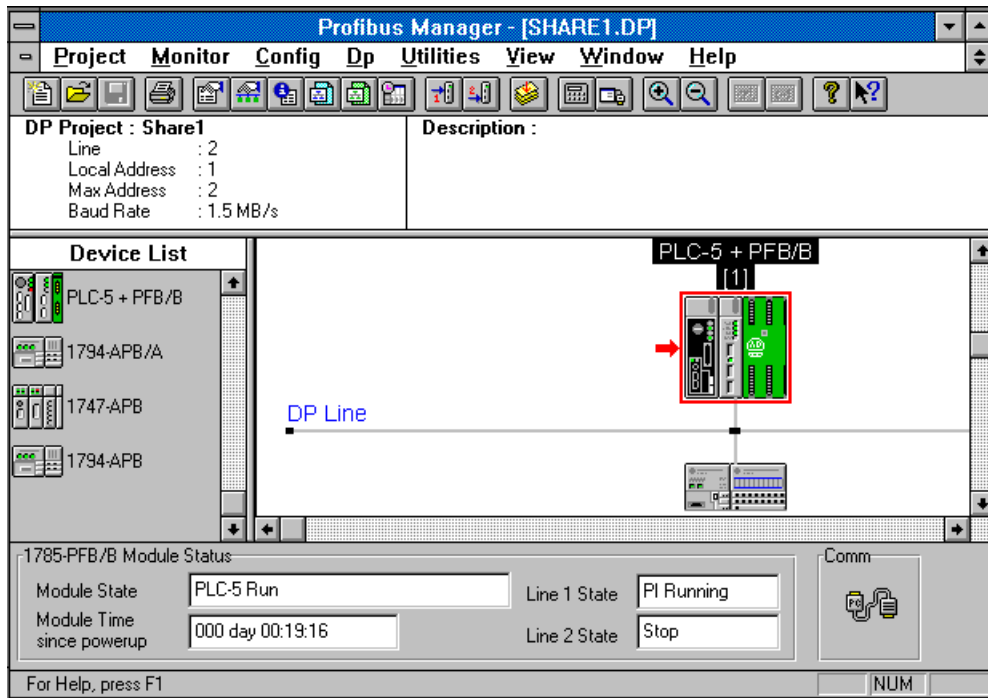 Profibus Manager - [SHARE1.DP]
Project Monitor Config Dp Utilities View Window Help
DP Project : Share1
Line : 2
Local Address : 1
Max Address : 2
Baud Rate : 1.5 MB/s
Description :
Device List
PLC-5 + PFB/B
1794-APB/A
1747-APB
1794-APB
PLC-5 + PFB/B
[1]
DP Line
1785-PFB/B Module Status
Module State PLC-5 Run
Module Time
since powerup 000 day 00:19:16
Line 1 State PI Running
Line 2 State Stop
Comm
For Help, press F1
NUM